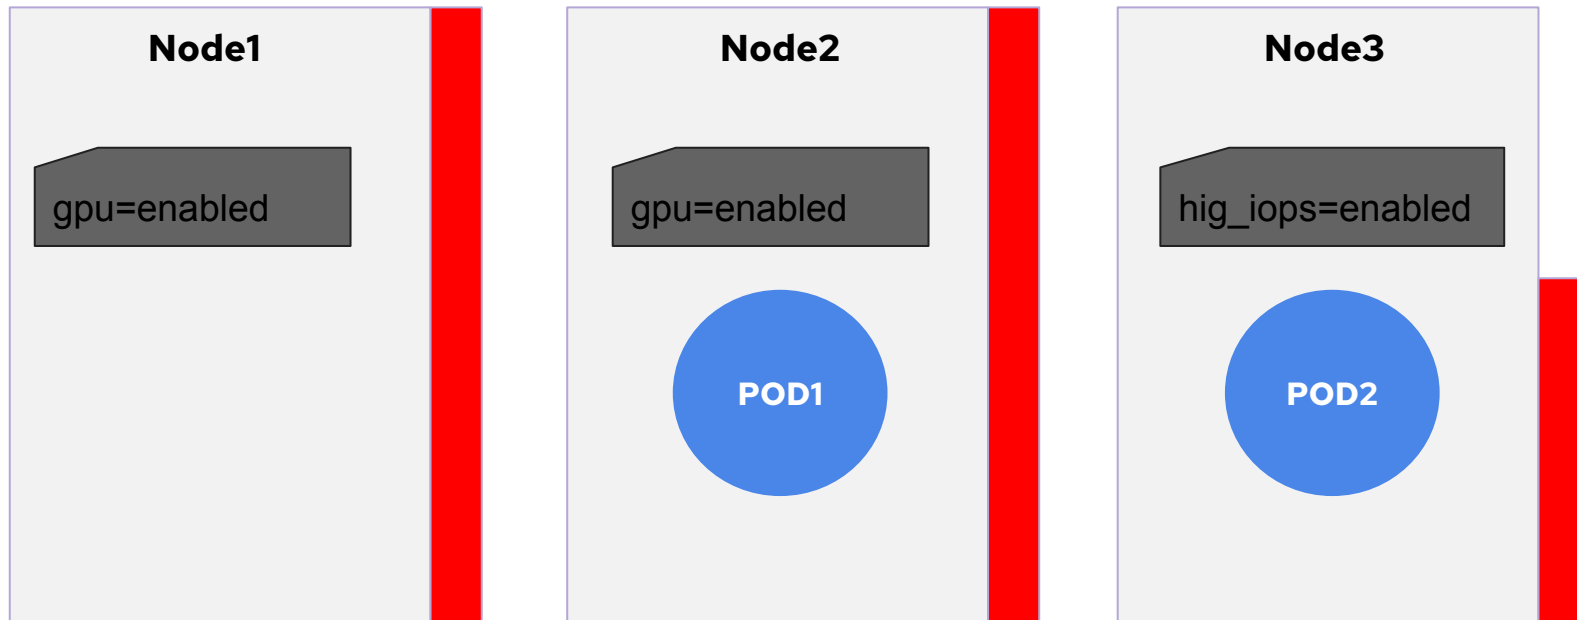 Node1
gpu=enabled
Node2
gpu=enabled
POD1
Node3
hig_iops=enabled
POD2